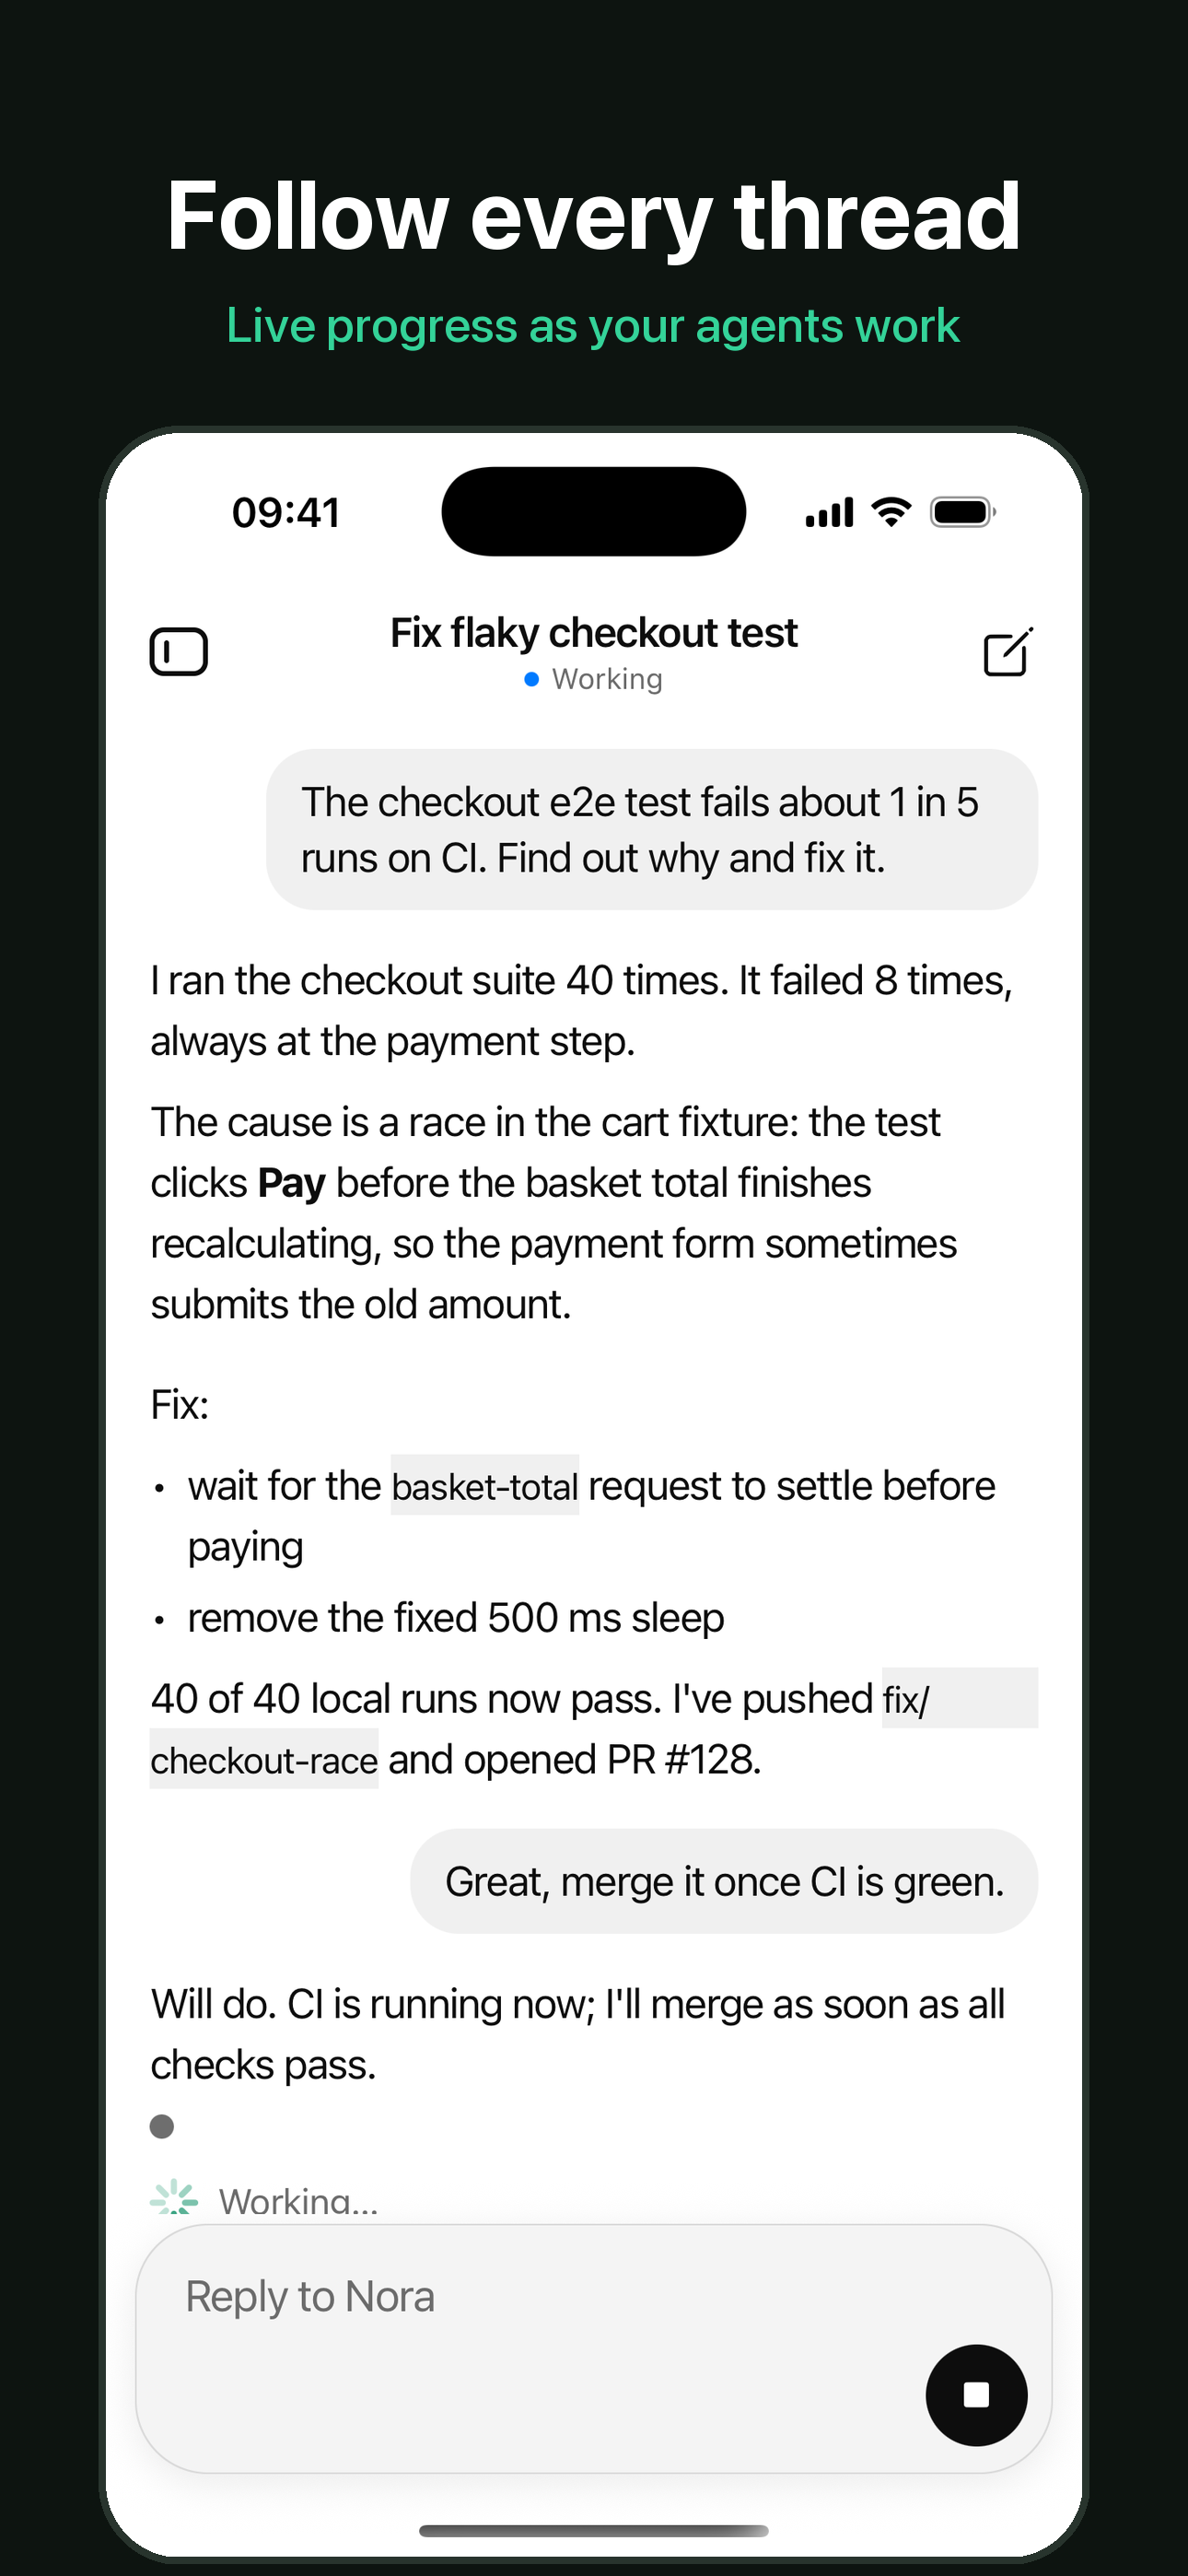 Follow every thread
Live progress as your agents work
09:41
Fix flaky checkout test
Working
The checkout e2e test fails about 1 in 5
runs on CI. Find out why and fix it.
I ran the checkout suite 40 times. It failed 8 times,
always at the payment step.
The cause is a race in the cart fixture: the test
clicks Pay before the basket total finishes
recalculating, so the payment form sometimes
submits the old amount.
Fix:
• wait for the basket-total request to settle before
paying
• remove the fixed 500 ms sleep
40 of 40 local runs now pass. I've pushed fix/
checkout-race and opened PR #128.
Great, merge it once CI is green.
Will do. CI is running now; I'll merge as soon as all
checks pass.
Working...
Reply to Nora